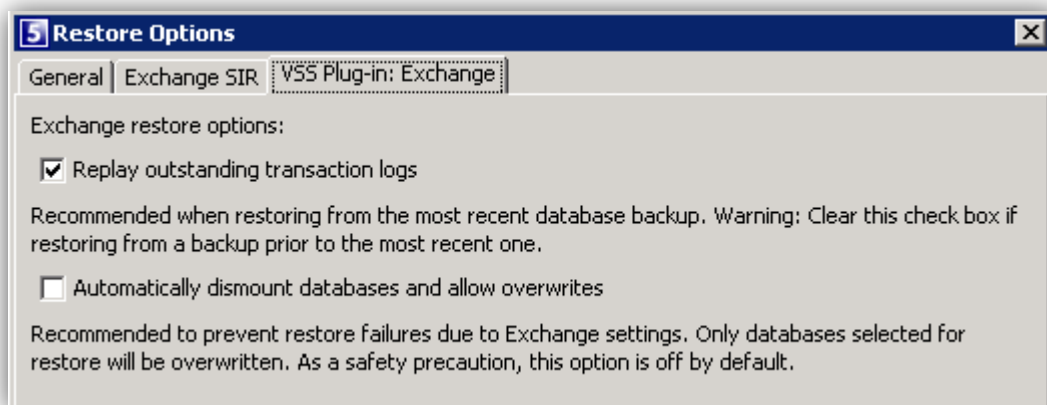 5 Restore Options
General Exchange SIR VSS Plug-in: Exchange
Exchange restore options:
Replay outstanding transaction logs
Recommended when restoring from the most recent database backup. Warning: Clear this check box if
restoring from a backup prior to the most recent one.
Automatically dismount databases and allow overwrites
Recommended to prevent restore failures due to Exchange settings. Only databases selected for
restore will be overwritten. As a safety precaution, this option is off by default.